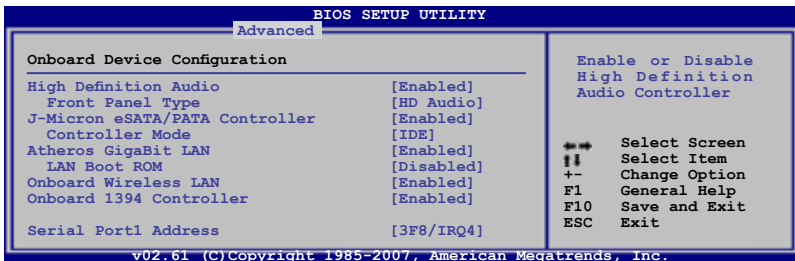 BIOS SETUP UTILITY
Advanced
Onboard Device Configuration
High Definition Audio [Enabled]
Front Panel Type [HD Audio]
J-Micron eSATA/PATA Controller [Enabled]
Controller Mode [IDE]
Atheros GigaBit LAN [Enabled]
LAN Boot ROM [Disabled]
Onboard Wireless LAN [Enabled]
Onboard 1394 Controller [Enabled]
Serial Port1 Address [3F8/IRQ4]
Enable or Disable
High Definition
Audio Controller
←→ Select Screen
↑↓ Select Item
+- Change Option
F1 General Help
F10 Save and Exit
ESC Exit
v02.61 (C)Copyright 1985-2007, American Megatrends, Inc.